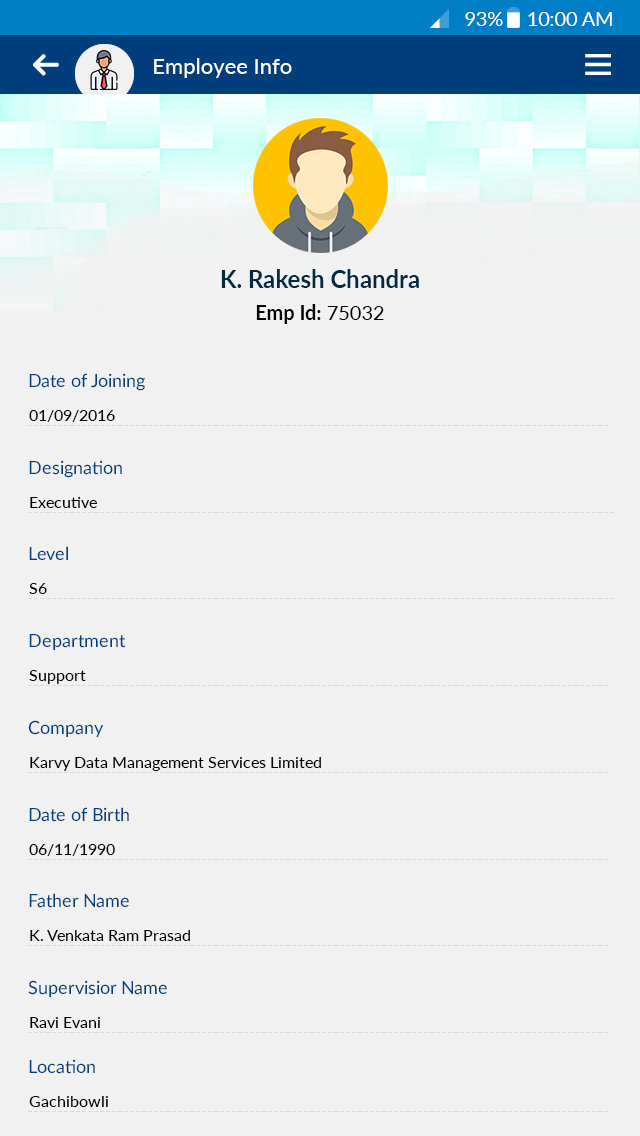 93% 10:00 AM
Employee Info
K. Rakesh Chandra
Emp Id: 75032
Date of Joining
01/09/2016
Designation
Executive
Level
S6
Department
Support
Company
Karvy Data Management Services Limited
Date of Birth
06/11/1990
Father Name
K. Venkata Ram Prasad
Supervisior Name
Ravi Evani
Location
Gachibowli